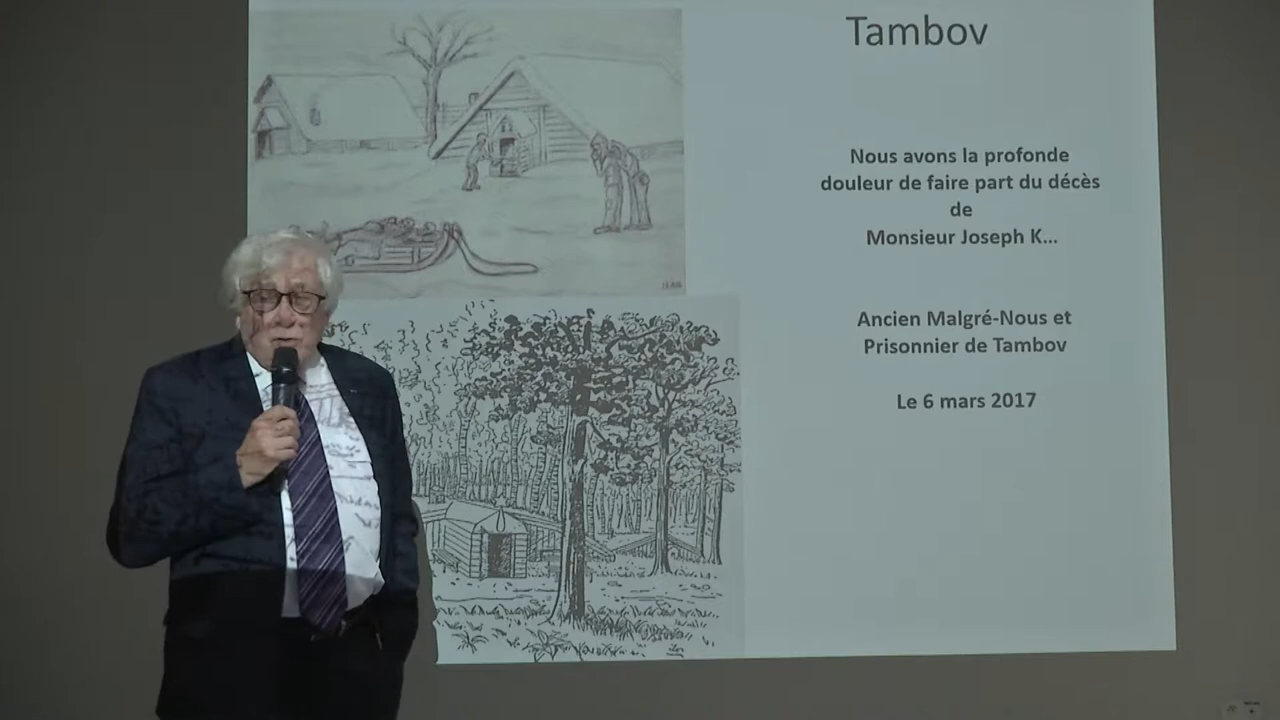 Tambov
Nous avons la profonde
douleur de faire part du décès
de
Monsieur Joseph K...
Ancien Malgré-Nous et
Prisonnier de Tambov
Le 6 mars 2017
JEAN